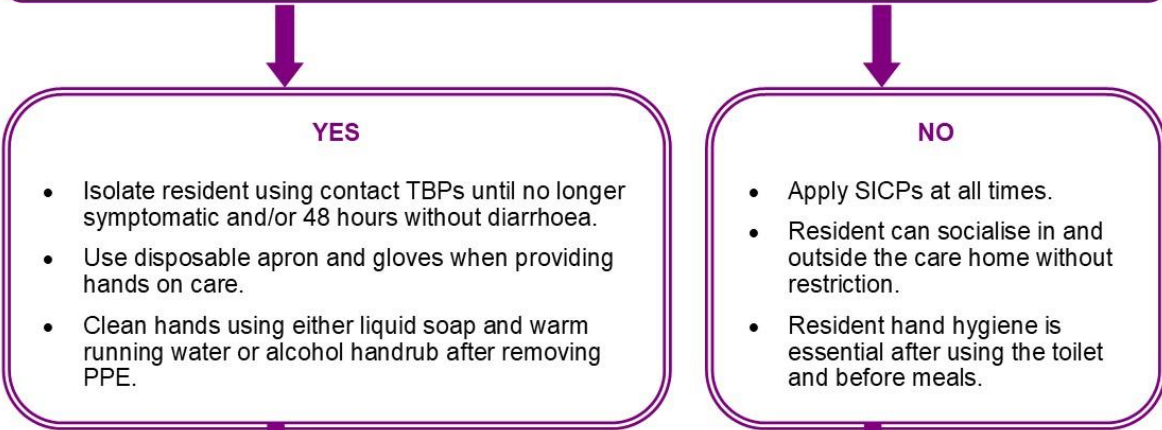 YES
• Isolate resident using contact TBPs until no longer
symptomatic and/or 48 hours without diarrhoea.
• Use disposable apron and gloves when providing
hands on care.
• Clean hands using either liquid soap and warm
running water or alcohol handrub after removing
PPE.
NO
• Apply SICPs at all times.
• Resident can socialise in and
outside the care home without
restriction.
• Resident hand hygiene is
essential after using the toilet
and before meals.